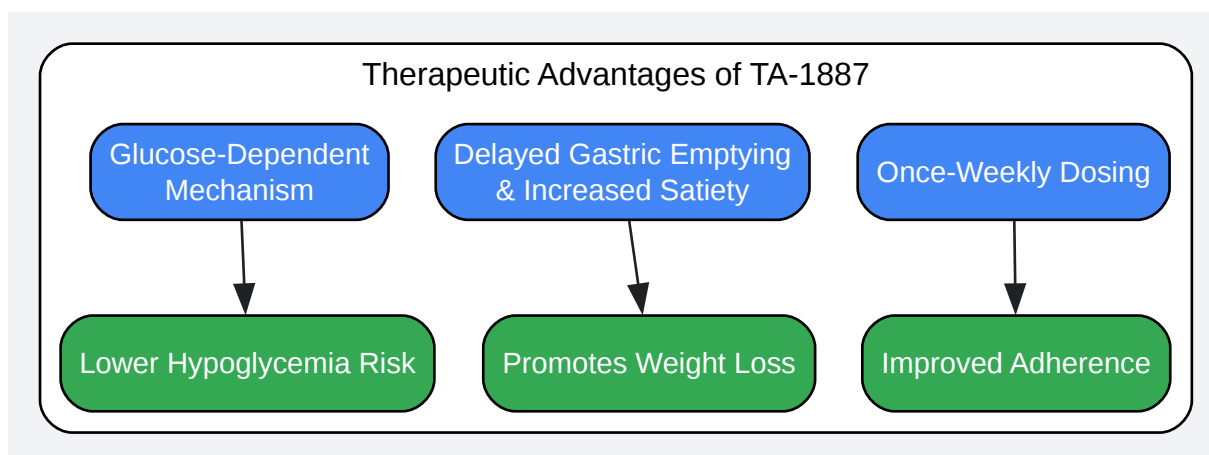 Therapeutic Advantages of TA-1887
Glucose-Dependent
Mechanism
Delayed Gastric Emptying
& Increased Satiety
Once-Weekly Dosing
Lower Hypoglycemia Risk
Promotes Weight Loss
Improved Adherence